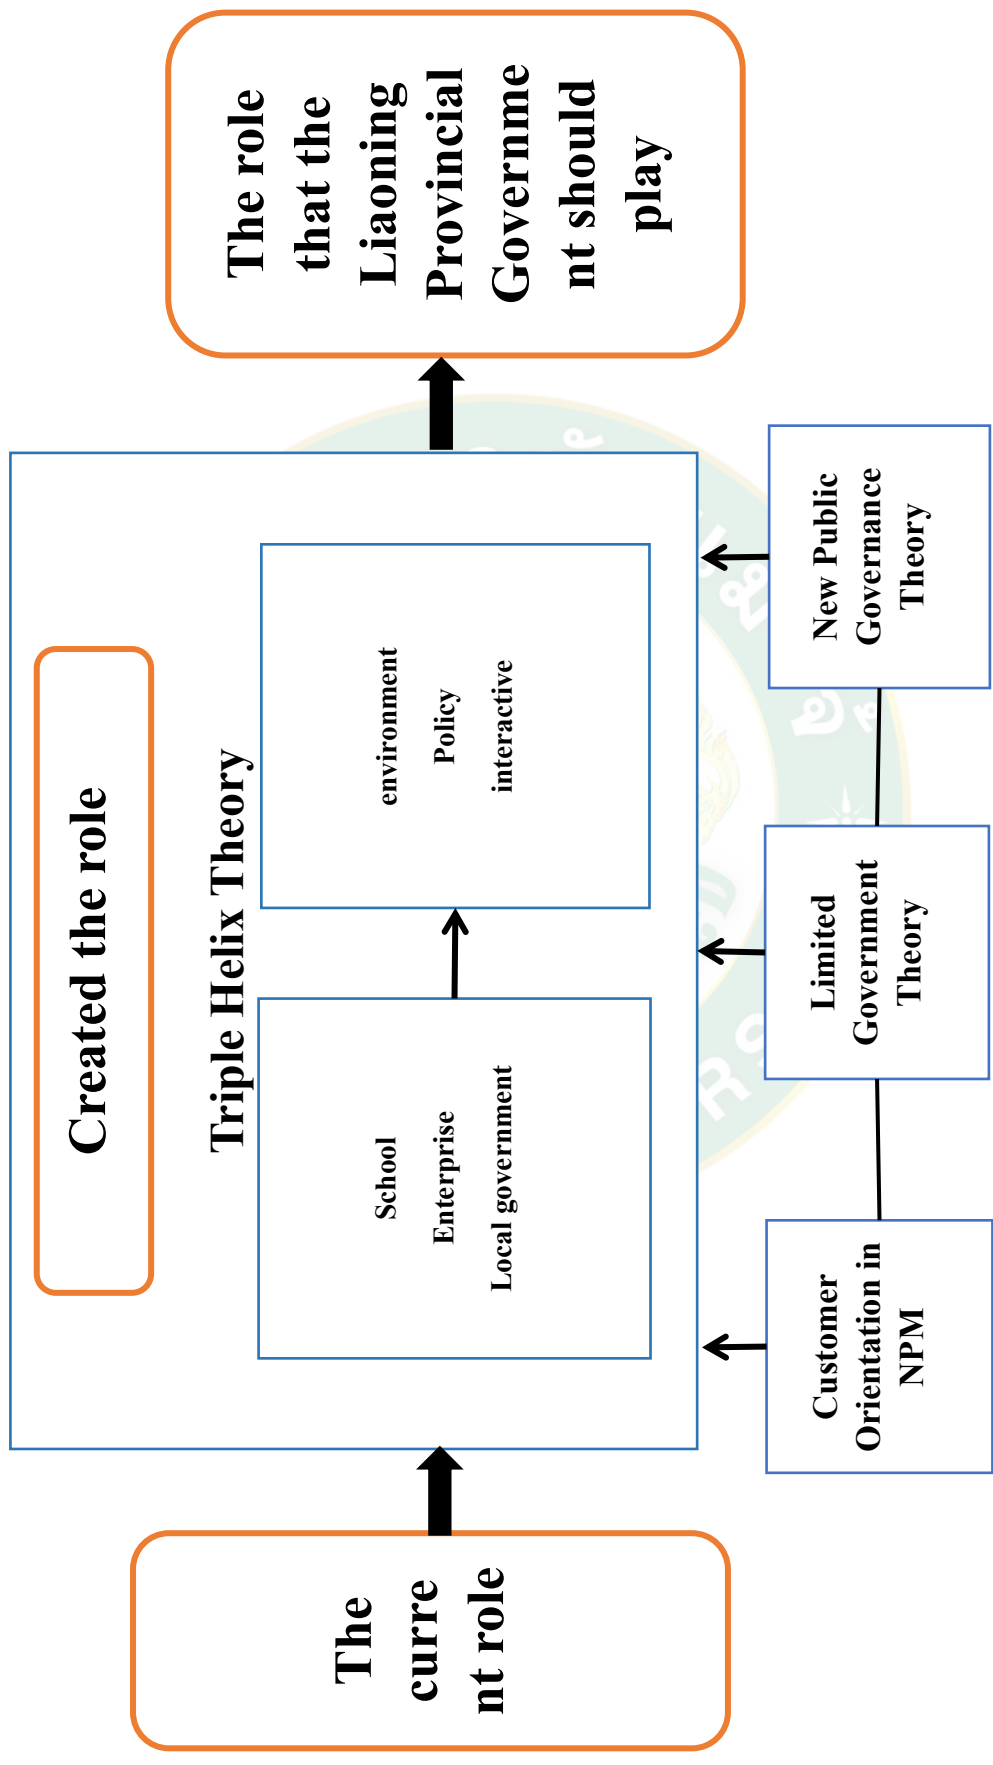 The
curre
nt role
Created the role
Triple Helix Theory
School
Enterprise
Local government
environment
Policy
interactive
Customer
Orientation in
NPM
Limited
Government
Theory
New Public
Governance
Theory
The role
that the
Liaoning
Provincial
Governme
nt should
play